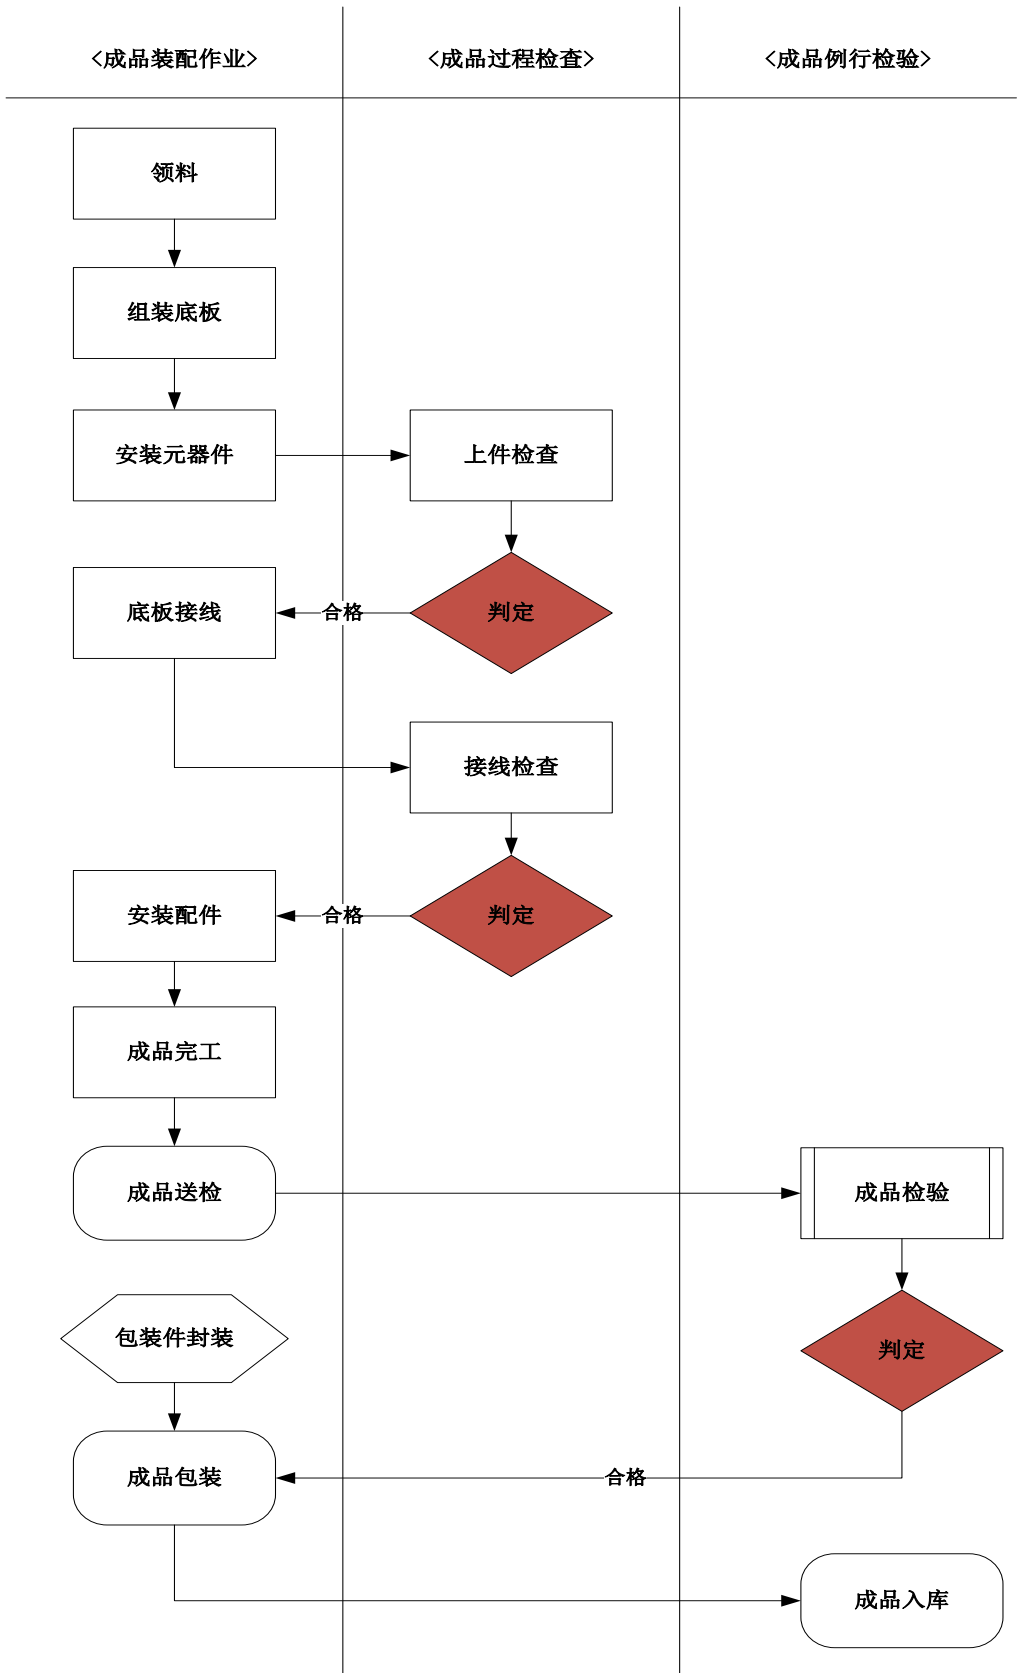 <成品装配作业>
<成品过程检查>
<成品例行检验>
领料
组装底板
安装元器件
上件检查
底板接线
合格
判定
接线检查
安装配件
合格
判定
成品完工
成品送检
成品检验
包装件封装
判定
成品包装
合格
成品入库